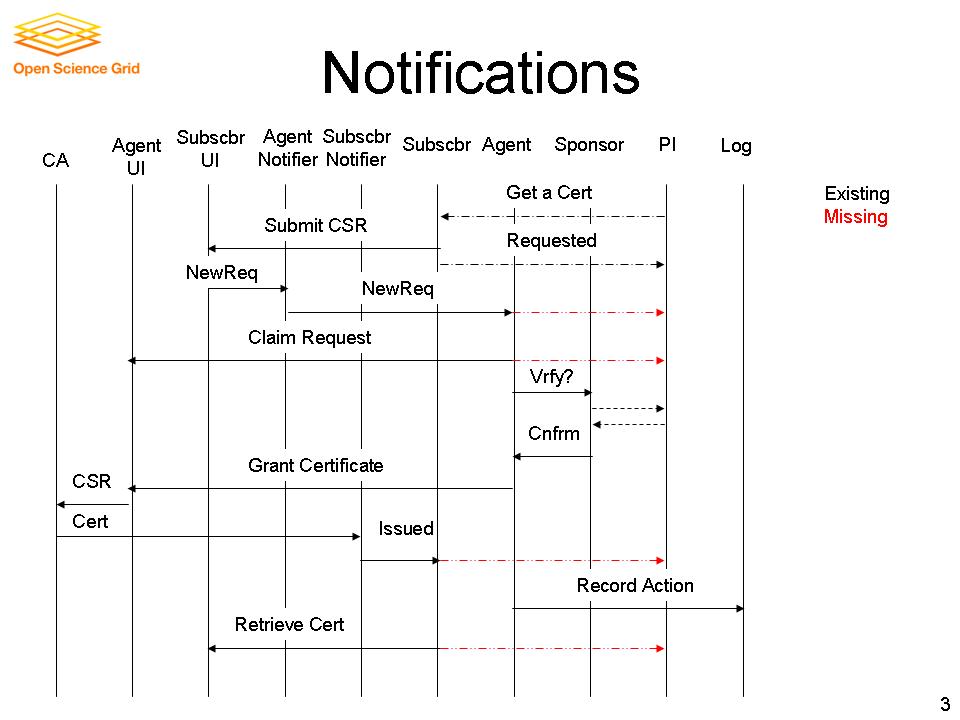 Open Science Grid
Notifications
CA
Agent
UI
Subscbr
UI
Agent
Notifier
Subscbr
Notifier
Subscbr
Agent
Sponsor
PI
Log
Existing
Missing
Get a Cert
Submit CSR
Requested
NewReq
NewReq
Claim Request
Vrfy?
Cnfrm
Grant Certificate
CSR
Cert
Issued
Record Action
Retrieve Cert
3